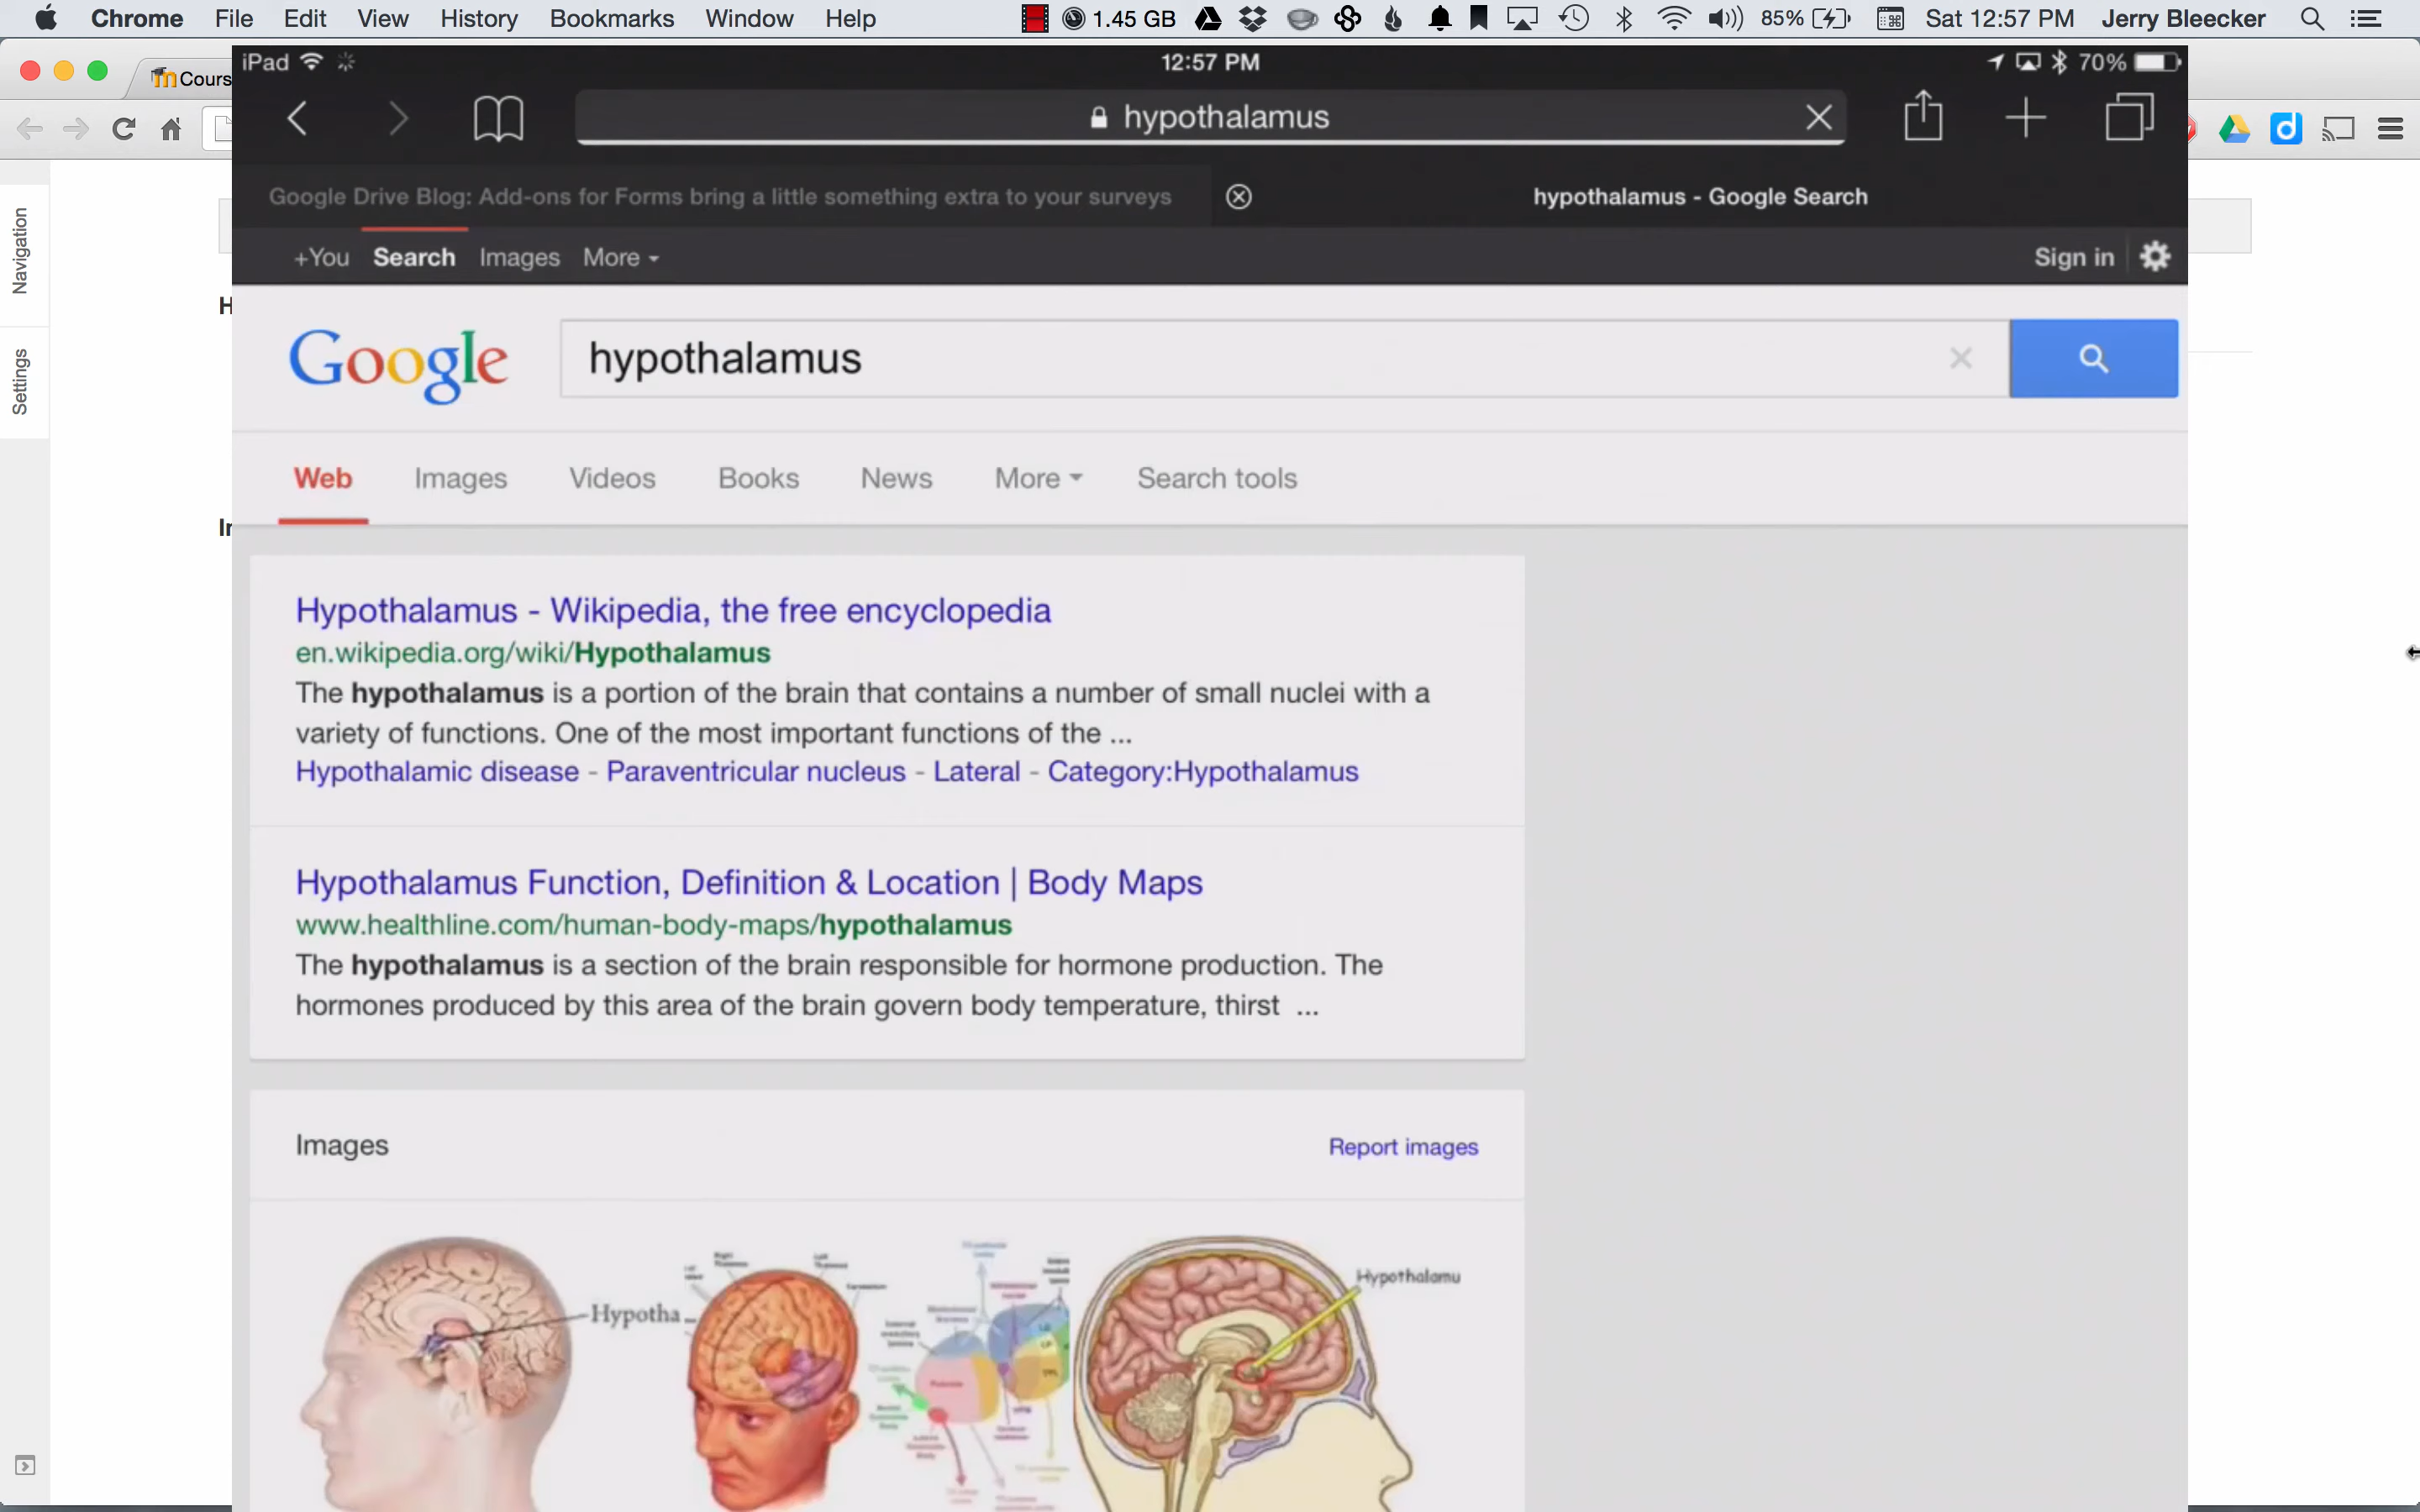 Chrome File Edit View History Bookmarks Window Help 1.45 GB 85% Sat 12:57 PM Jerry Bleecker
Cours
iPad 12:57 PM 70%
hypothalamus
Google Drive Blog: Add-ons for Forms bring a little something extra to your surveys
hypothalamus - Google Search
+You Search Images More Sign in
Navigation
Settings
H
Google hypothalamus
Web Images Videos Books News More Search tools
Hypothalamus - Wikipedia, the free encyclopedia
en.wikipedia.org/wiki/Hypothalamus
The hypothalamus is a portion of the brain that contains a number of small nuclei with a
variety of functions. One of the most important functions of the ...
Hypothalamic disease - Paraventricular nucleus - Lateral - Category:Hypothalamus
Hypothalamus Function, Definition & Location | Body Maps
www.healthline.com/human-body-maps/hypothalamus
The hypothalamus is a section of the brain responsible for hormone production. The
hormones produced by this area of the brain govern body temperature, thirst ...
Images Report images
Hypotha
Hypothalamu